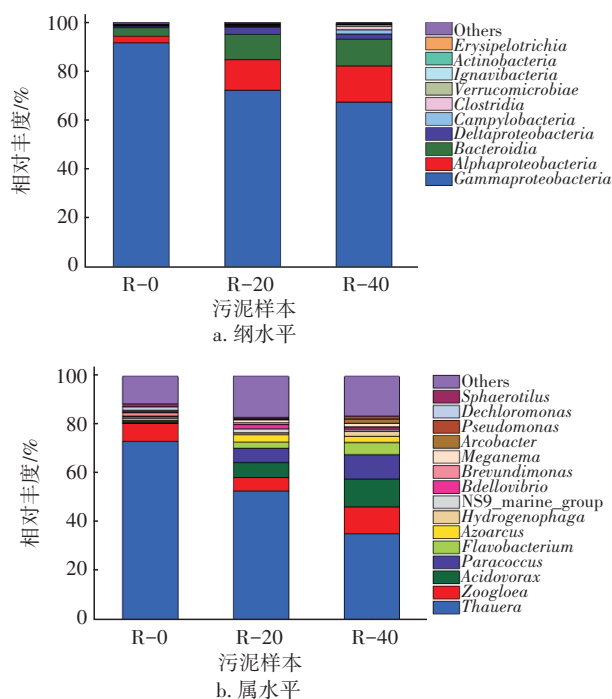 100
80
60
40
20
0
相对丰度/%
R-0
R-20
R-40
污泥样本
a. 纲水平
Others
Erysipelotrichia
Actinobacteria
Ignavibacteria
Verrucomicrobiae
Clostridia
Campylobacteria
Deltaproteobacteria
Bacteroidia
Alphaproteobacteria
Gammaproteobacteria
100
80
60
40
20
0
相对丰度/%
R-0
R-20
R-40
污泥样本
b. 属水平
Others
Sphaerotilus
Dechloromonas
Pseudomonas
Arcobacter
Meganema
Brevundimonas
Bdellovibrio
NS9_marine_group
Hydrogenophaga
Azoarcus
Flavobacterium
Paracoccus
Acidovorax
Zoogloea
Thauera